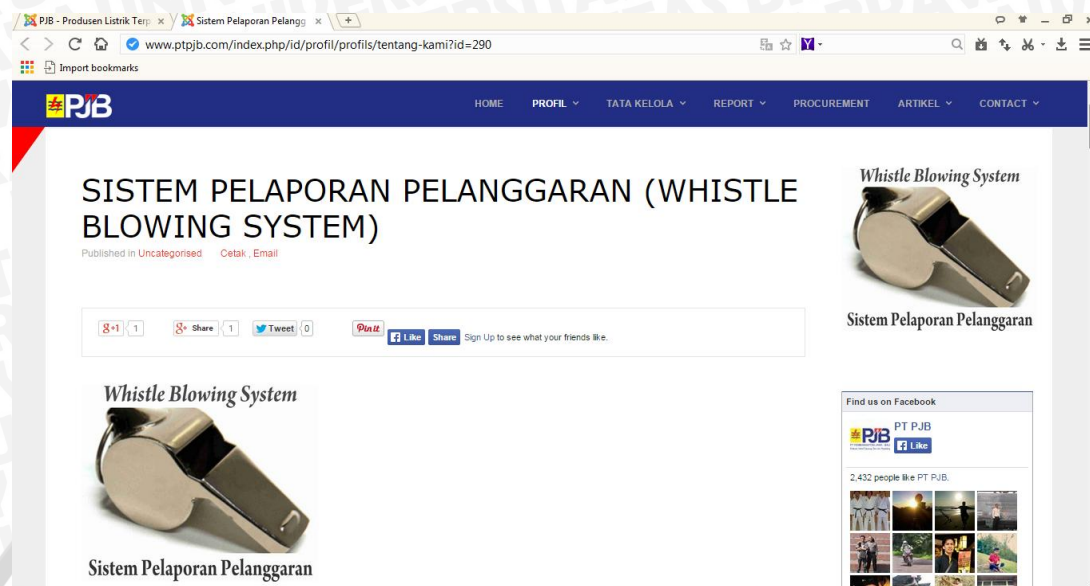 PJB - Produsen Listrik Terp
Sistem Pelaporan Pelangg
www.ptpjb.com/index.php/id/profil/profils/tentang-kami?id=290
Import bookmarks
PJB
HOME PROFIL TATA KELOLA REPORT PROCUREMENT ARTIKEL CONTACT
SISTEM PELAPORAN PELANGGARAN (WHISTLE
BLOWING SYSTEM)
Published in Uncategorised Cetak , Email
g+1 1 g+ Share 1 Tweet 0 Pin it Like Share Sign Up to see what your friends like.
Whistle Blowing System
Sistem Pelaporan Pelanggaran
Whistle Blowing System
Sistem Pelaporan Pelanggaran
Find us on Facebook
PJB
PT PJB
Like
2,432 people like PT PJB.